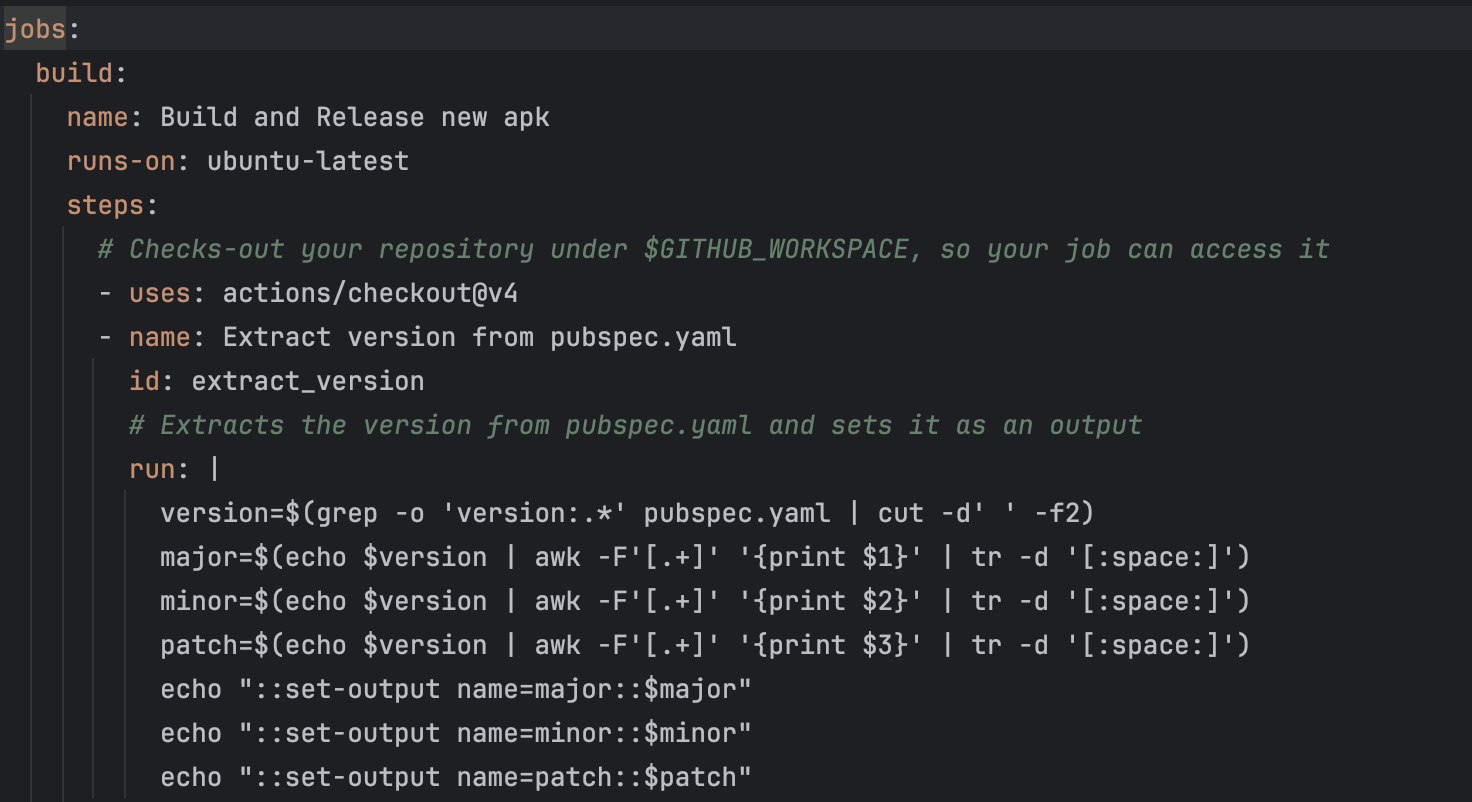 jobs:
  build:
    name: Build and Release new apk
    runs-on: ubuntu-latest
    steps:
      # Checks-out your repository under $GITHUB_WORKSPACE, so your job can access it
      - uses: actions/checkout@v4
      - name: Extract version from pubspec.yaml
        id: extract_version
        # Extracts the version from pubspec.yaml and sets it as an output
        run: |
          version=$(grep -o 'version:.*' pubspec.yaml | cut -d' ' -f2)
          major=$(echo $version | awk -F'[.+]' '{print $1}' | tr -d '[:space:]')
          minor=$(echo $version | awk -F'[.+]' '{print $2}' | tr -d '[:space:]')
          patch=$(echo $version | awk -F'[.+]' '{print $3}' | tr -d '[:space:]')
          echo "::set-output name=major::$major"
          echo "::set-output name=minor::$minor"
          echo "::set-output name=patch::$patch"